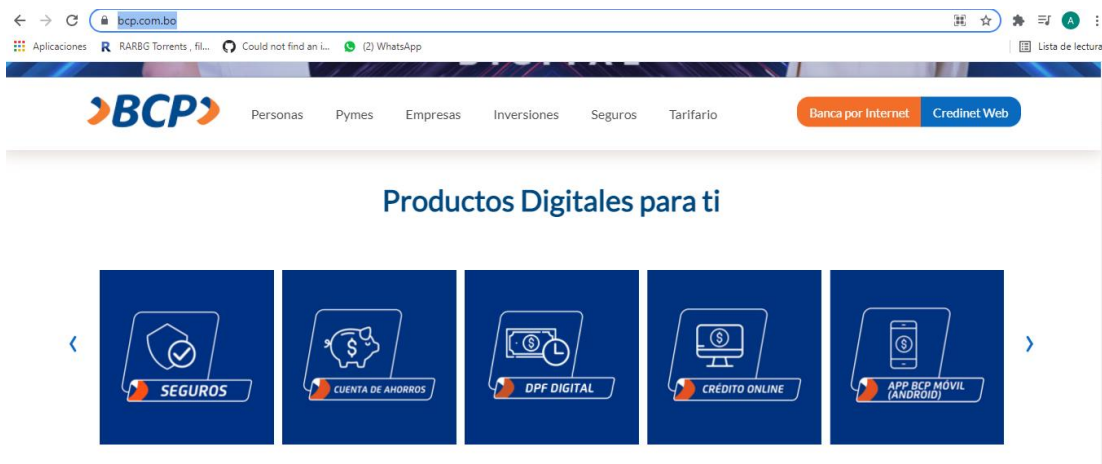 bcp.com.bo
Aplicaciones RARBG Torrents , fil... Could not find an i... (2) WhatsApp Lista de lectura
DIGITAL
BCP Personas Pymes Empresas Inversiones Seguros Tarifario Banca por Internet Credinet Web
Productos Digitales para ti
SEGUROS CUENTA DE AHORROS DPF DIGITAL CRÉDITO ONLINE APP BCP MÓVIL
(ANDROID)